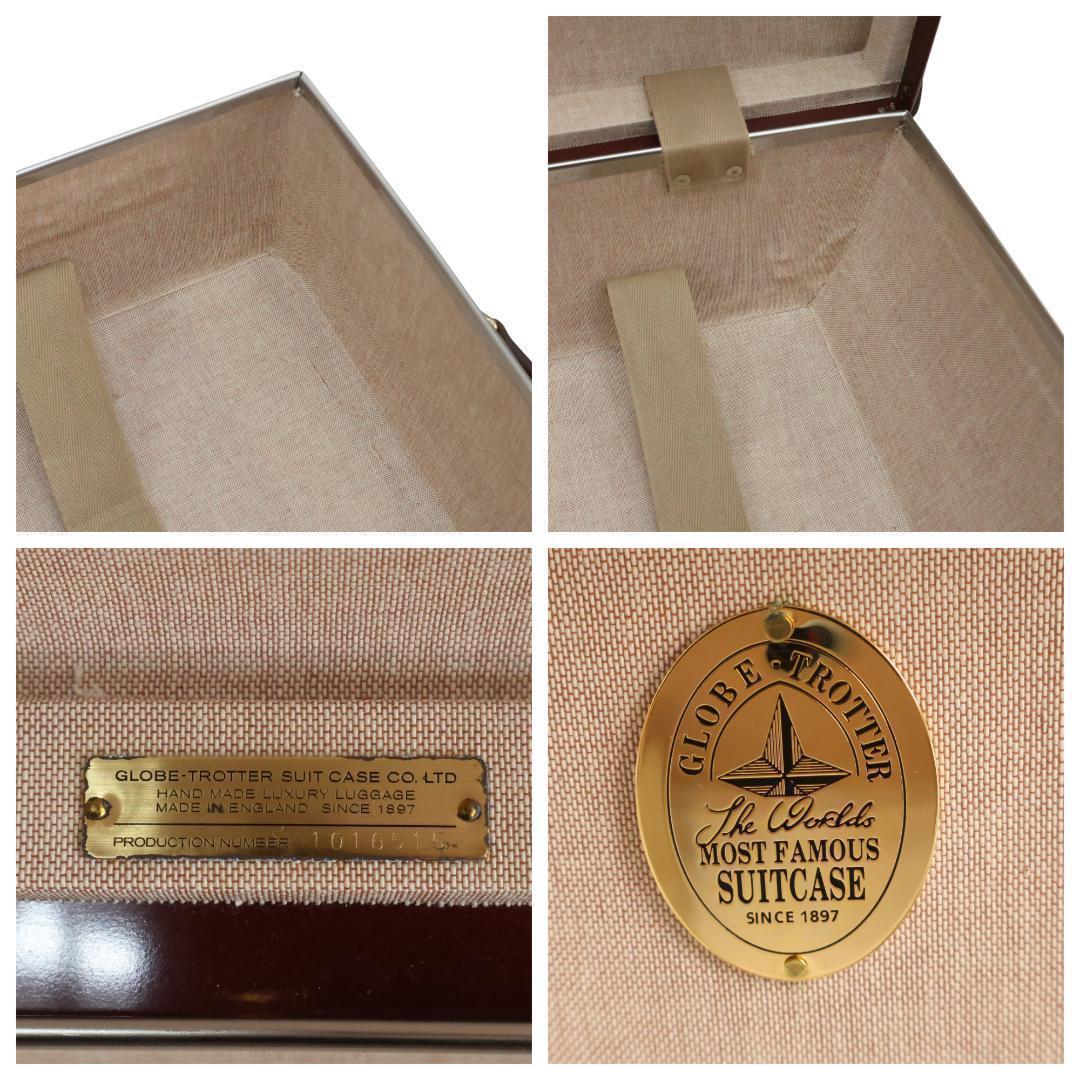 GLOBE-TROTTER SUIT CASE CO. LTD
HAND MADE LUXURY LUGGAGE
MADE IN ENGLAND SINCE 1897
PRODUCTION NUMBER 1016515
GLOBE · TROTTER
The Worlds
MOST FAMOUS
SUITCASE
SINCE 1897